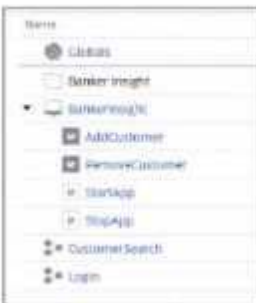 Name
Globals
Banker Insight
BankerInsight
AddCustomer
RemoveCustomer
StartApp
StopApp
CustomerSearch
Login